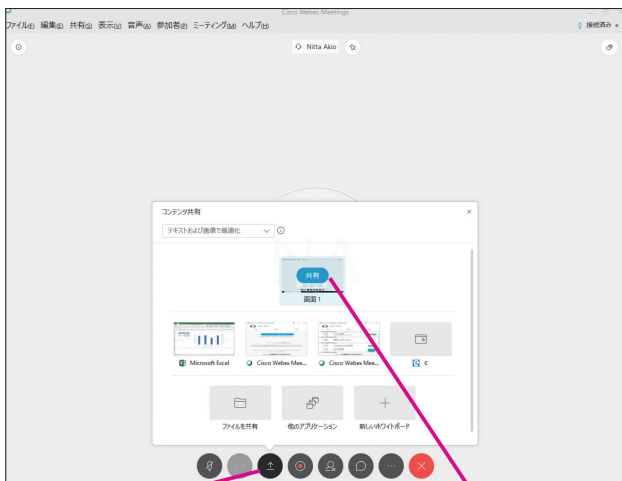 Cisco Webex Meetings
ファイル(F) 編集(E) 共有(S) 表示(V) 音声(A) 参加者(P) ミーティング(M) ヘルプ(H)
接続済み
Nitta Akio
コンテンツ共有
テキストおよび画像で最適化
共有
画面 1
Microsoft Excel
Cisco Webex Mee...
Cisco Webex Mee...
ファイルを共有
他のアプリケーション
新しいホワイトボード